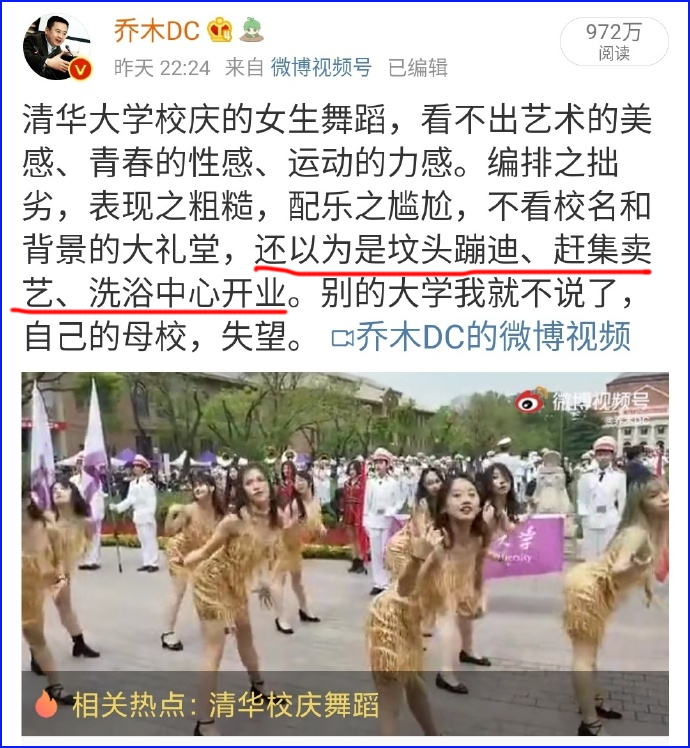 乔木DC
972万
阅读
昨天 22:24 来自 微博视频号 已编辑
清华大学校庆的女生舞蹈，看不出艺术的美
感、青春的性感、运动的力感。编排之拙
劣，表现之粗糙，配乐之尴尬，不看校名和
背景的大礼堂，还以为是坟头蹦迪、赶集卖
艺、洗浴中心开业。别的大学我就不说了，
自己的母校，失望。 乔木DC的微博视频
微博视频号
@乔木DC
大学
versity
相关热点：清华校庆舞蹈